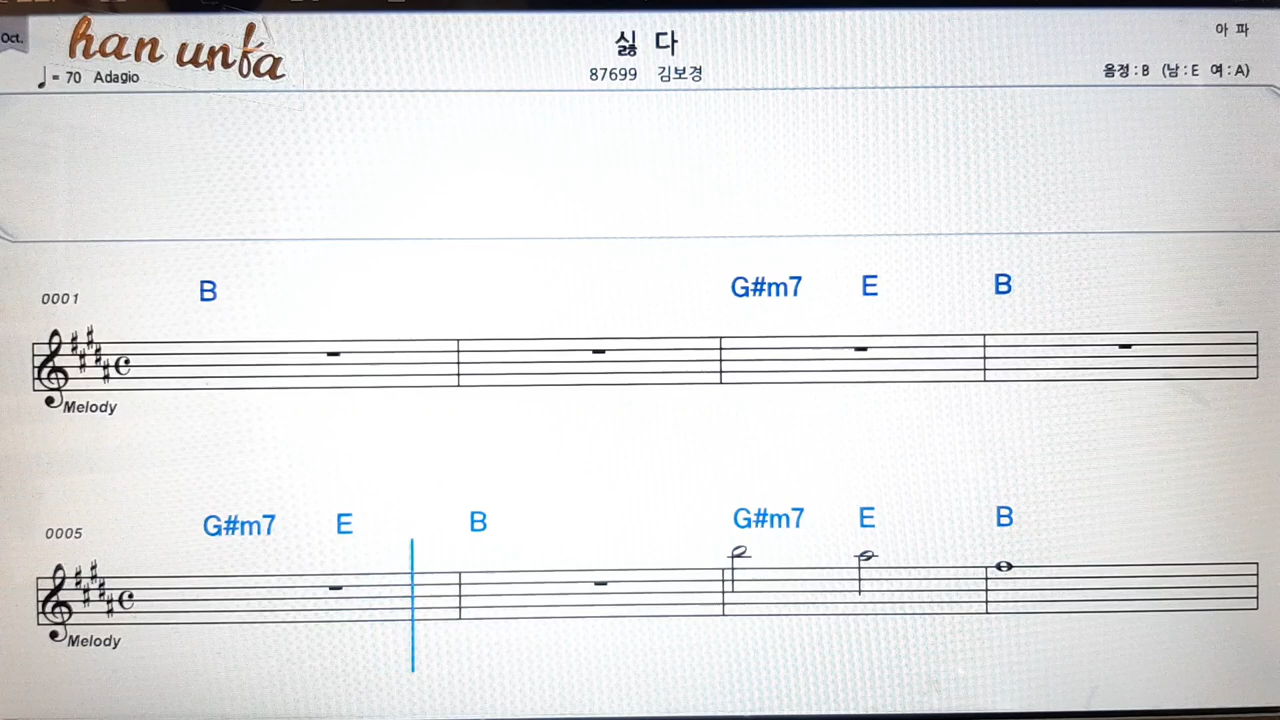 Oct.
han unfa
♩= 70 Adagio
싫 다
87699 김보경
아 파
음정 : B (남 : E 여 : A)
0001
B G#m7 E B
Melody
0005
G#m7 E B G#m7 E B
Melody